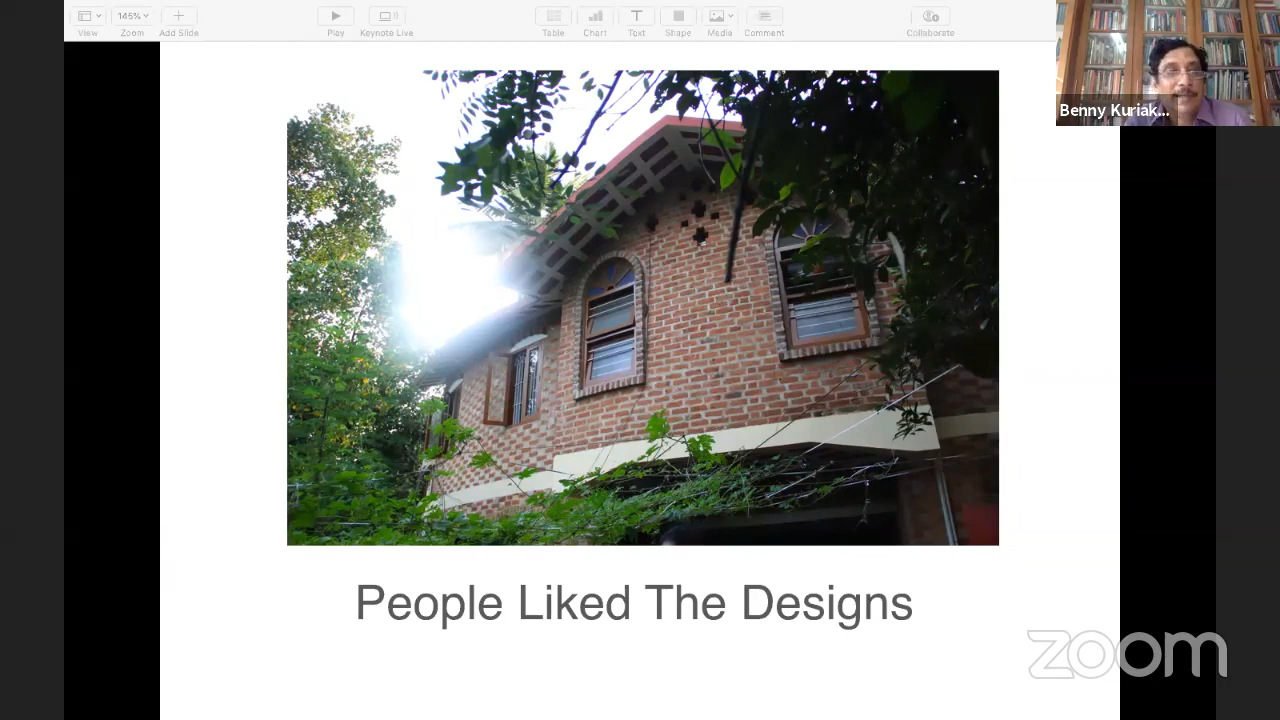 145%
View
Zoom
Add Slide
Play
Keynote Live
Table
Chart
Text
Shape
Media
Comment
Collaborate
Benny Kuriak...
People Liked The Designs
zoom